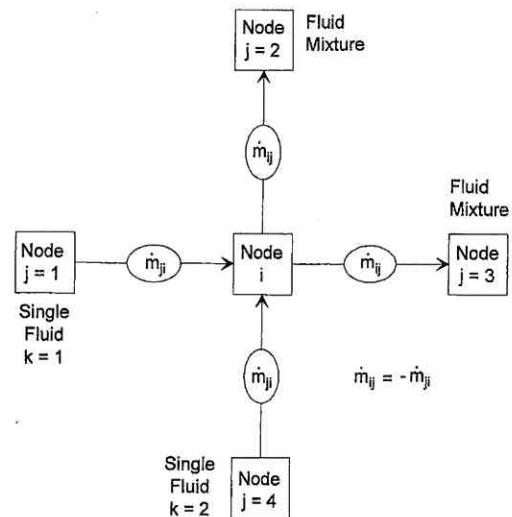 Node
j = 2
Fluid
Mixture
ṁij
Fluid
Mixture
Node
j = 1
ṁji
Node
i
ṁij
Node
j = 3
Single
Fluid
k = 1
ṁji
ṁij = -ṁji
Single
Fluid
k = 2
Node
j = 4